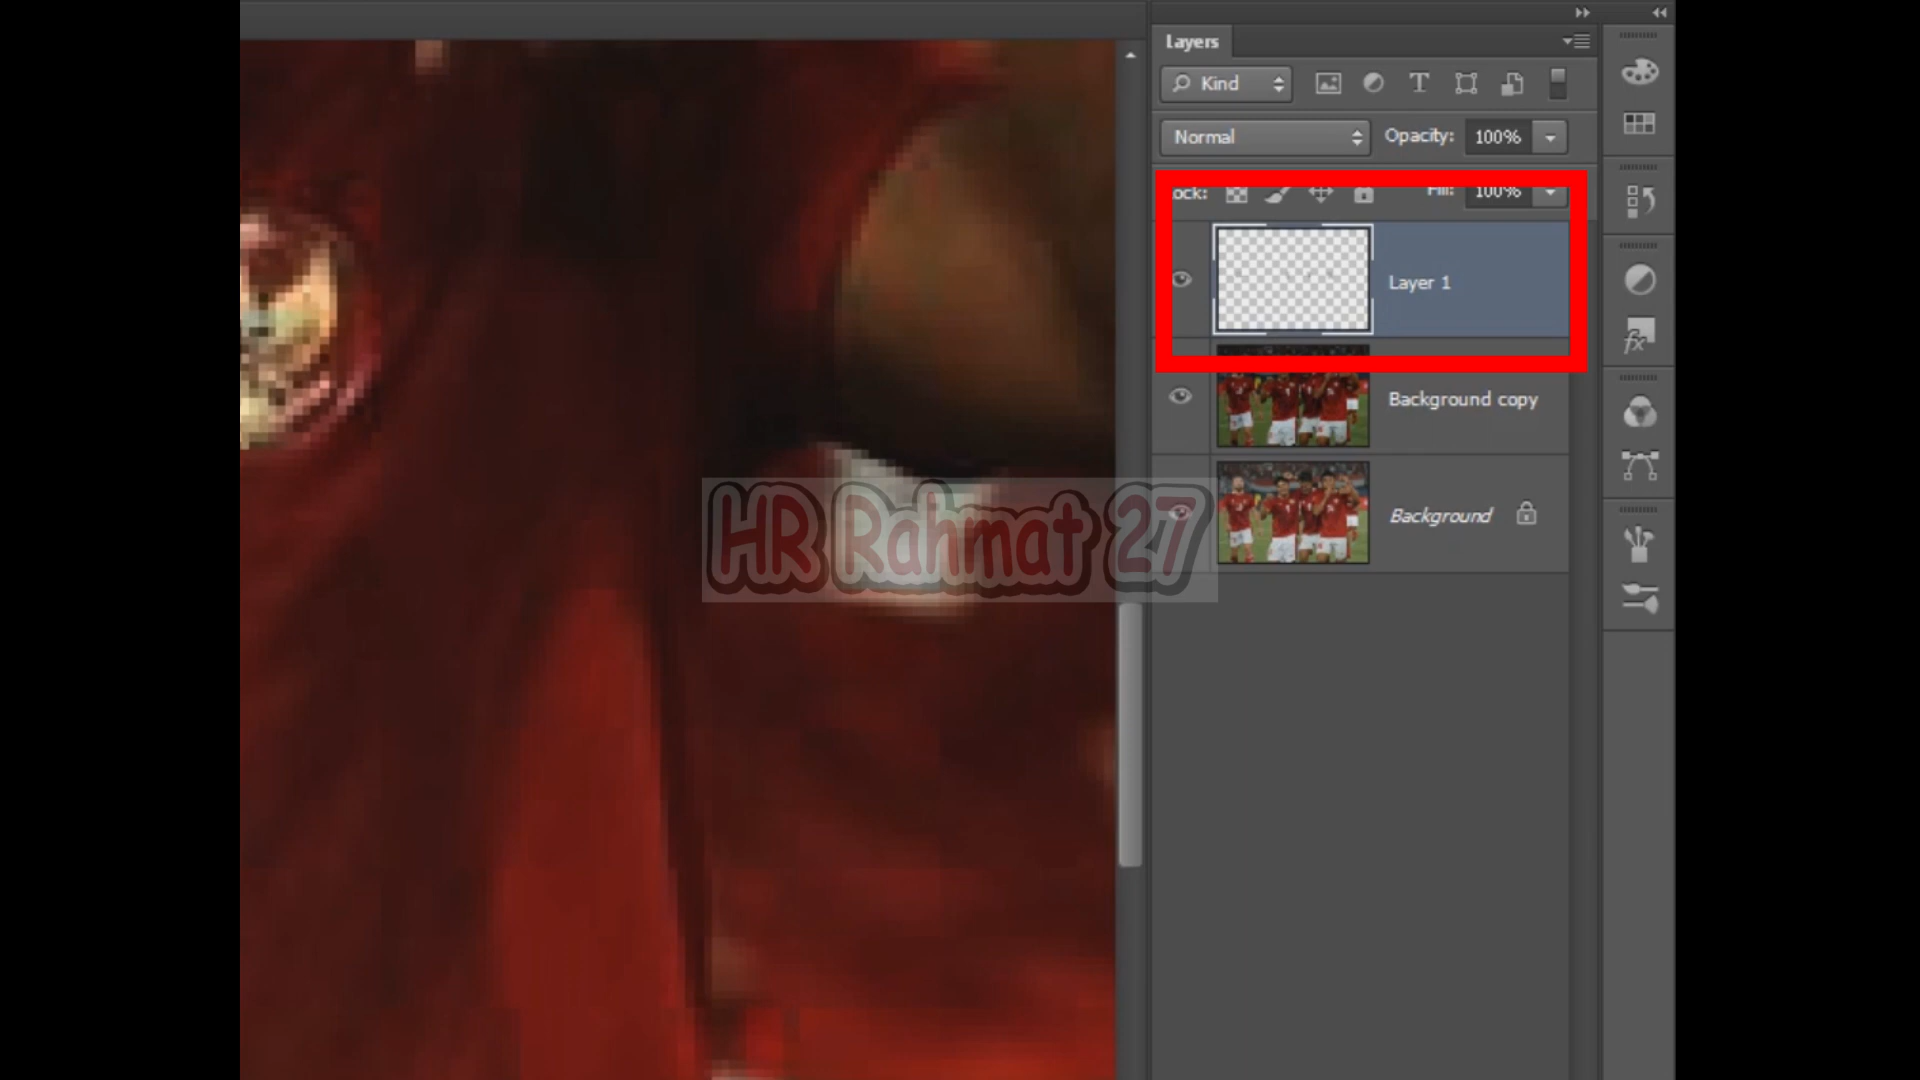 Layers
Kind
Normal
Opacity: 100%
ock:
Fill: 100%
Layer 1
Background copy
Background
HR Rahmat 27